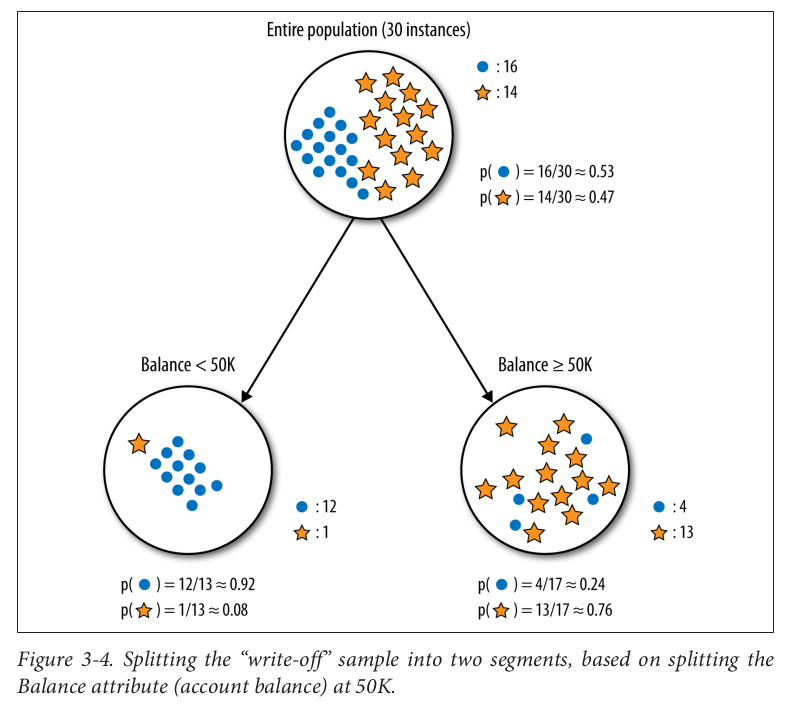 Entire population (30 instances)
: 16
: 14
p( ) = 16/30 ≈ 0.53
p( ) = 14/30 ≈ 0.47
Balance < 50K
Balance ≥ 50K
: 12
: 1
: 4
: 13
p( ) = 12/13 ≈ 0.92
p( ) = 1/13 ≈ 0.08
p( ) = 4/17 ≈ 0.24
p( ) = 13/17 ≈ 0.76
Figure 3-4. Splitting the “write-off” sample into two segments, based on splitting the
Balance attribute (account balance) at 50K.